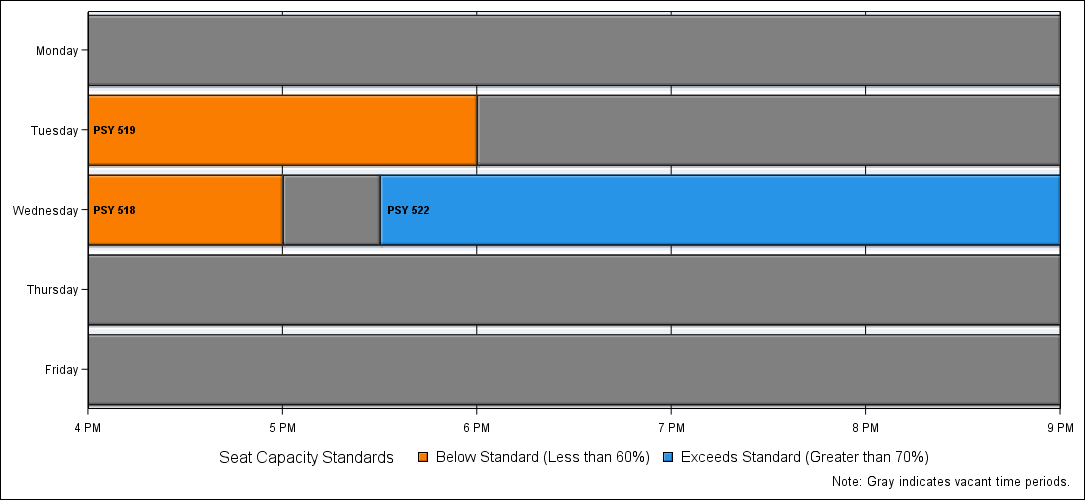 Monday
Tuesday
PSY 519
Wednesday
PSY 518
PSY 522
Thursday
Friday
4 PM
5 PM
6 PM
7 PM
8 PM
9 PM
Seat Capacity Standards
Below Standard (Less than 60%)
Exceeds Standard (Greater than 70%)
Note: Gray indicates vacant time periods.